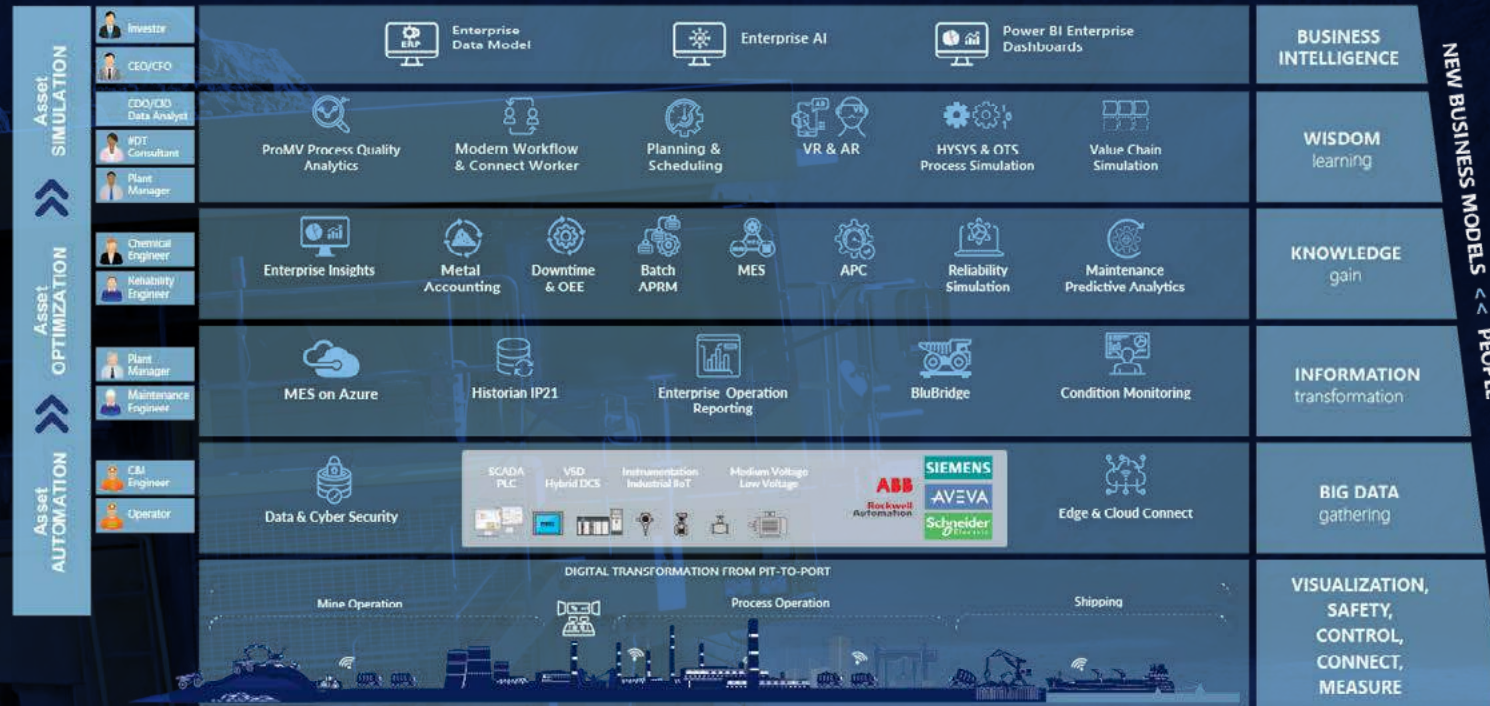 Asset
SIMULATION
Asset
OPTIMIZATION
Asset
AUTOMATION
Investor
CEO/CFO
CDO/CIO
Data Analyst
#DT
Consultant
Plant
Manager
Chemical
Engineer
Reliability
Engineer
Plant
Manager
Maintenance
Engineer
C&I
Engineer
Operator
ERP
Enterprise
Data Model
Enterprise AI
Power BI Enterprise
Dashboards
BUSINESS
INTELLIGENCE
ProMV Process Quality
Analytics
Modern Workflow
& Connect Worker
Planning &
Scheduling
VR & AR
HYSYS & OTS
Process Simulation
Value Chain
Simulation
WISDOM
learning
Enterprise Insights
Metal
Accounting
Downtime
& OEE
Batch
APRM
MES
APC
Reliability
Simulation
Maintenance
Predictive Analytics
KNOWLEDGE
gain
MES on Azure
Historian IP21
Enterprise Operation
Reporting
BluBridge
Condition Monitoring
INFORMATION
transformation
Data & Cyber Security
SCADA
PLC
VSD
Hybrid DCS
Instrumentation
Industrial IIoT
Medium Voltage
Low Voltage
ABB
Rockwell
Automation
SIEMENS
AVEVA
Schneider
Electric
Edge & Cloud Connect
BIG DATA
gathering
DIGITAL TRANSFORMATION FROM PIT-TO-PORT
Mine Operation
Process Operation
Shipping
VISUALIZATION,
SAFETY,
CONTROL,
CONNECT,
MEASURE
NEW BUSINESS MODELS << PEOPLE